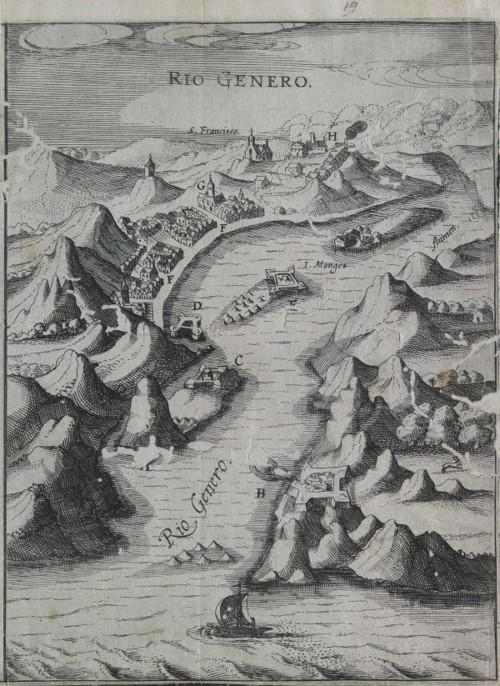 19
RIO GENERO.
S. Francisco.
H
G
F
I. Monges
F
D
C
B
Rio Genero.